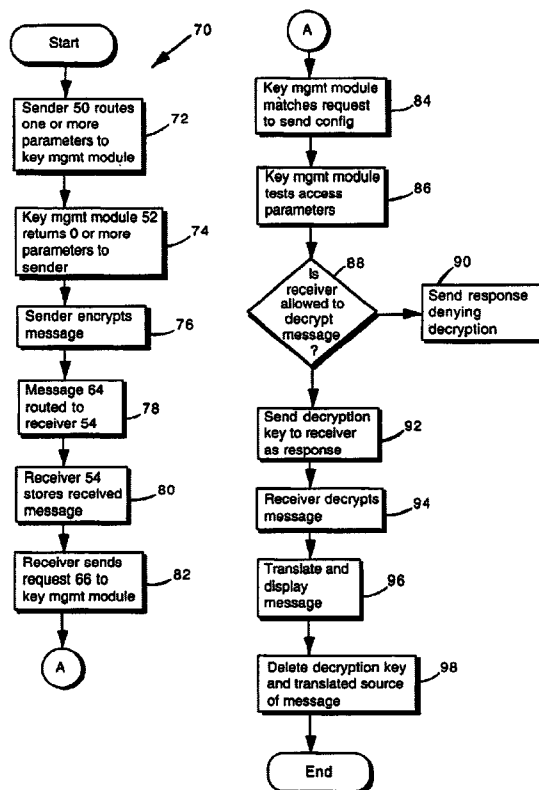 Start
70
Sender 50 routes
one or more
parameters to
key mgmt module
72
Key mgmt module 52
returns 0 or more
parameters to
sender
74
Sender encrypts
message
76
Message 64
routed to
receiver 54
78
Receiver 54
stores received
message
80
Receiver sends
request 66 to
key mgmt module
82
A
A
Key mgmt module
matches request
to send config
84
Key mgmt module
tests access
parameters
86
88
Is
receiver
allowed to
decrypt message
?
90
Send response
denying
decryption
Send decryption
key to receiver
as response
92
Receiver decrypts
message
94
Translate and
display
message
96
Delete decryption key
and translated source
of message
98
End